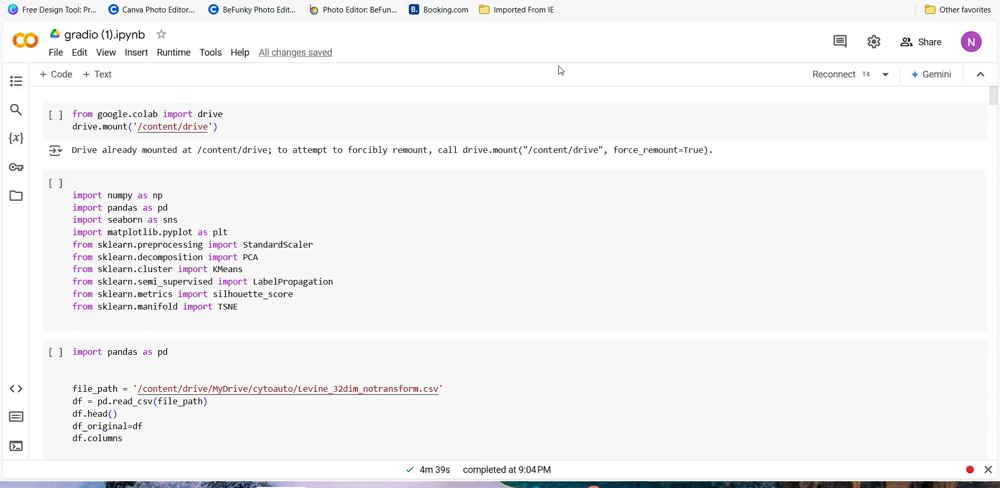 Free Design Tool: Pr...
Canva Photo Editor...
BeFunky Photo Edit...
Photo Editor: BeFun...
B. Booking.com
Imported From IE
Other favorites
gradio (1).ipynb
File Edit View Insert Runtime Tools Help All changes saved
Share
N
+ Code + Text
Reconnect T4
Gemini
[ ] from google.colab import drive
drive.mount('/content/drive')
Drive already mounted at /content/drive; to attempt to forcibly remount, call drive.mount("/content/drive", force_remount=True).
[ ]
import numpy as np
import pandas as pd
import seaborn as sns
import matplotlib.pyplot as plt
from sklearn.preprocessing import StandardScaler
from sklearn.decomposition import PCA
from sklearn.cluster import KMeans
from sklearn.semi_supervised import LabelPropagation
from sklearn.metrics import silhouette_score
from sklearn.manifold import TSNE
[ ] import pandas as pd
file_path = '/content/drive/MyDrive/cytoauto/Levine_32dim_notransform.csv'
df = pd.read_csv(file_path)
df.head()
df_original=df
df.columns
4m 39s completed at 9:04 PM